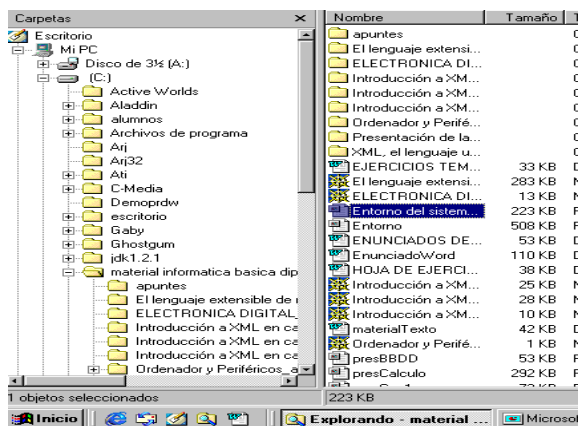 Carpetas
Escritorio
Mi PC
Disco de 3½ (A:)
(C:)
Active Worlds
Aladdin
alumnos
Archivos de programa
Arj
Arj32
Ati
C-Media
Demoprdw
escritorio
Gaby
Ghostgum
jdk1.2.1
material informatica basica dip
apuntes
El lenguaje extensible de
ELECTRONICA DIGITAL_
Introducción a XML en ca
Introducción a XML en ca
Introducción a XML en ca
Ordenador y Periféricos_a
Nombre Tamaño
apuntes
El lenguaje extensi...
ELECTRONICA DI...
Introducción a XM...
Introducción a XM...
Introducción a XM...
Ordenador y Perifé...
Presentación de la...
XML, el lenguaje u...
EJERCICIOS TEM... 33 KB
El lenguaje extensi... 283 KB
ELECTRONICA DI... 13 KB
Entorno del sistem... 223 KB
Entorno 508 KB
ENUNCIADOS DE... 53 KB
EnunciadoWord 110 KB
HOJA DE EJERCI... 38 KB
Introducción a XM... 25 KB
Introducción a XM... 28 KB
Introducción a XM... 10 KB
materialTexto 42 KB
Ordenador y Perifé... 1 KB
presBBDD 53 KB
presCalculo 292 KB
1 objetos seleccionados 223 KB
Inicio Explorando - material ... Microsof